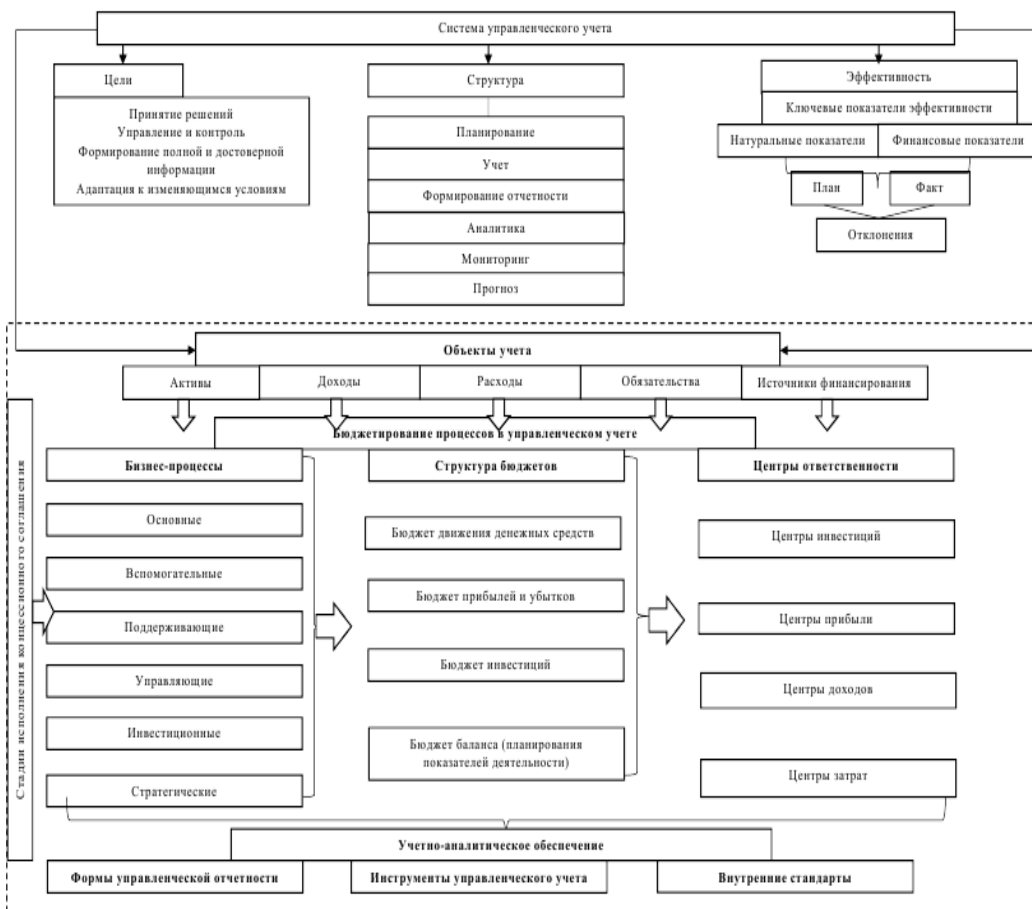 Система управленческого учета
Цели
Структура
Эффективность
Принятие решений
Управление и контроль
Формирование полной и достоверной
информации
Адаптация к изменяющимся условиям
Планирование
Учет
Формирование отчетности
Аналитика
Мониторинг
Прогноз
Ключевые показатели эффективности
Натуральные показатели
Финансовые показатели
План
Факт
Отклонения
Объекты учета
Активы
Доходы
Расходы
Обязательства
Источники финансирования
Бюджетирование процессов в управленческом учете
Стадии исполнения концессионного соглашения
Бизнес-процессы
Основные
Вспомогательные
Поддерживающие
Управляющие
Инвестиционные
Стратегические
Структура бюджетов
Бюджет движения денежных средств
Бюджет прибылей и убытков
Бюджет инвестиций
Бюджет баланса (планирования
показателей деятельности)
Центры ответственности
Центры инвестиций
Центры прибыли
Центры доходов
Центры затрат
Учетно-аналитическое обеспечение
Формы управленческой отчетности
Инструменты управленческого учета
Внутренние стандарты